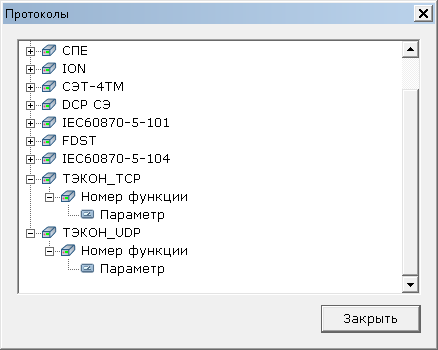 Протоколы
СПЕ
ION
СЭТ-4ТМ
DCP СЭ
IEC60870-5-101
FDST
IEC60870-5-104
ТЭКОН_TCP
Номер функции
Параметр
ТЭКОН_UDP
Номер функции
Параметр
Закрыть